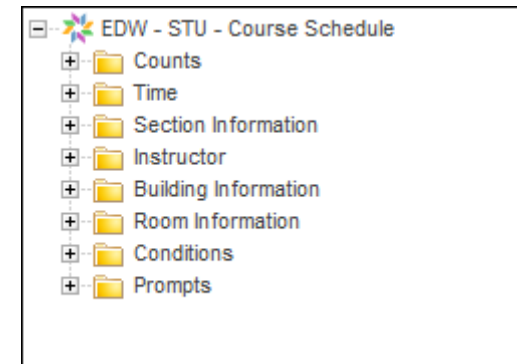 EDW - STU - Course Schedule
Counts
Time
Section Information
Instructor
Building Information
Room Information
Conditions
Prompts